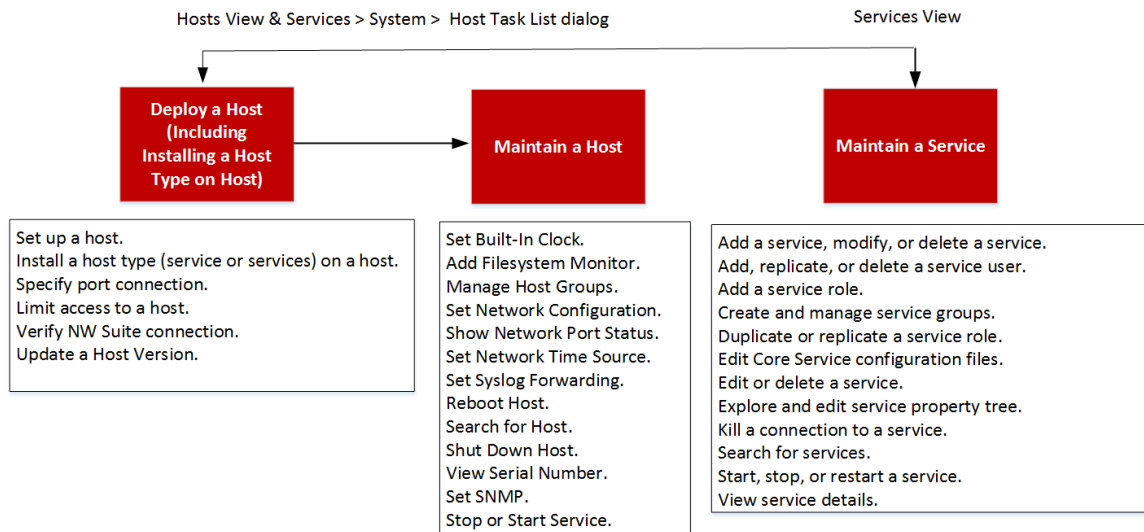 Hosts View & Services > System > Host Task List dialog
Services View
Deploy a Host
(Including
Installing a Host
Type on Host)
Maintain a Host
Maintain a Service
Set up a host.
Install a host type (service or services) on a host.
Specify port connection.
Limit access to a host.
Verify NW Suite connection.
Update a Host Version.
Set Built-In Clock.
Add Filesystem Monitor.
Manage Host Groups.
Set Network Configuration.
Show Network Port Status.
Set Network Time Source.
Set Syslog Forwarding.
Reboot Host.
Search for Host.
Shut Down Host.
View Serial Number.
Set SNMP.
Stop or Start Service.
Add a service, modify, or delete a service.
Add, replicate, or delete a service user.
Add a service role.
Create and manage service groups.
Duplicate or replicate a service role.
Edit Core Service configuration files.
Edit or delete a service.
Explore and edit service property tree.
Kill a connection to a service.
Search for services.
Start, stop, or restart a service.
View service details.